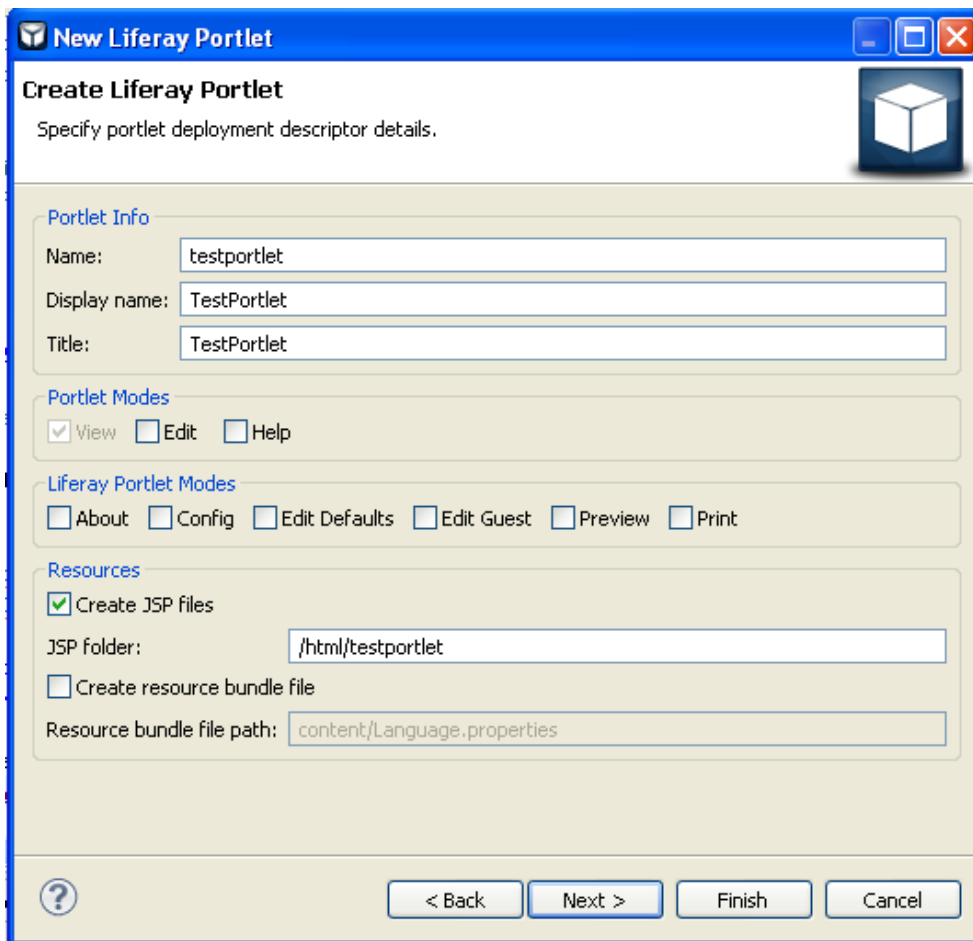 New Liferay Portlet
Create Liferay Portlet
Specify portlet deployment descriptor details.
Portlet Info
Name: testportlet
Display name: TestPortlet
Title: TestPortlet
Portlet Modes
View Edit Help
Liferay Portlet Modes
About Config Edit Defaults Edit Guest Preview Print
Resources
Create JSP files
JSP folder: /html/testportlet
Create resource bundle file
Resource bundle file path: content/Language.properties
? < Back Next > Finish Cancel